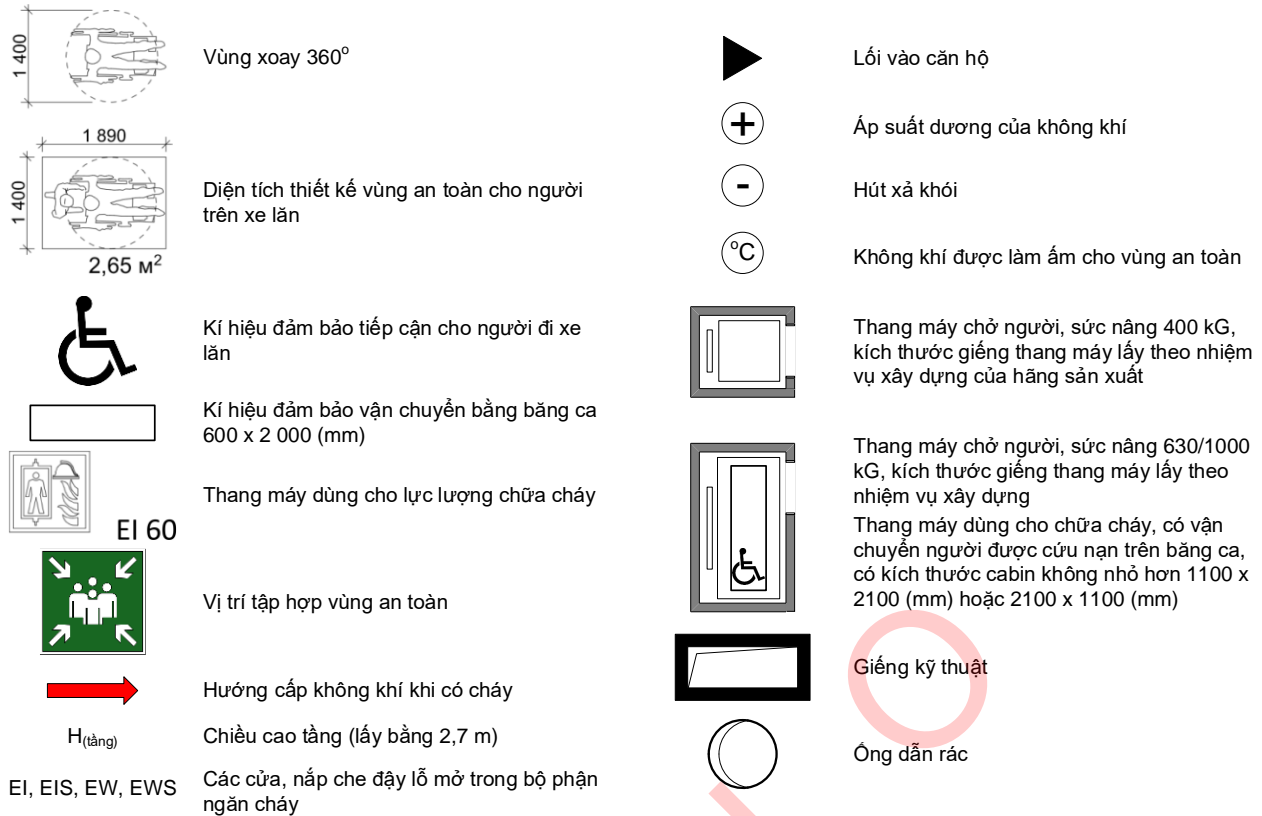 1 400
Vùng xoay 360°
1 890
1 400
2,65 м²
Diện tích thiết kế vùng an toàn cho người
trên xe lăn
Kí hiệu đảm bảo tiếp cận cho người đi xe
lăn
Kí hiệu đảm bảo vận chuyển bằng băng ca
600 x 2 000 (mm)
Thang máy dùng cho lực lượng chữa cháy
EI 60
Vị trí tập hợp vùng an toàn
Hướng cấp không khí khi có cháy
H(tầng)
Chiều cao tầng (lấy bằng 2,7 m)
EI, EIS, EW, EWS
Các cửa, nắp che đậy lỗ mở trong bộ phận
ngăn cháy
Lối vào căn hộ
+
Áp suất dương của không khí
-
Hút xả khói
°C
Không khí được làm ấm cho vùng an toàn
Thang máy chở người, sức nâng 400 kG,
kích thước giếng thang máy lấy theo nhiệm
vụ xây dựng của hãng sản xuất
Thang máy chở người, sức nâng 630/1000
kG, kích thước giếng thang máy lấy theo
nhiệm vụ xây dựng
Thang máy dùng cho chữa cháy, có vận
chuyển người được cứu nạn trên băng ca,
có kích thước cabin không nhỏ hơn 1100 x
2100 (mm) hoặc 2100 x 1100 (mm)
Giếng kỹ thuật
Ống dẫn rác